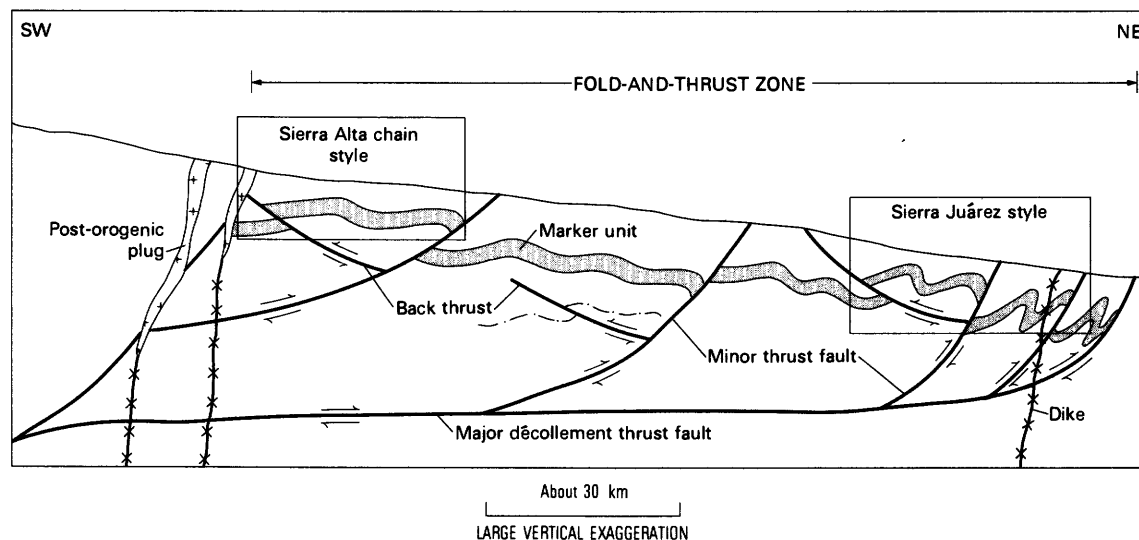 SW
NE
FOLD-AND-THRUST ZONE
Sierra Alta chain
style
Sierra Juárez style
Post-orogenic
plug
Marker unit
Back thrust
Minor thrust fault
Major décollement thrust fault
Dike
About 30 km
LARGE VERTICAL EXAGGERATION